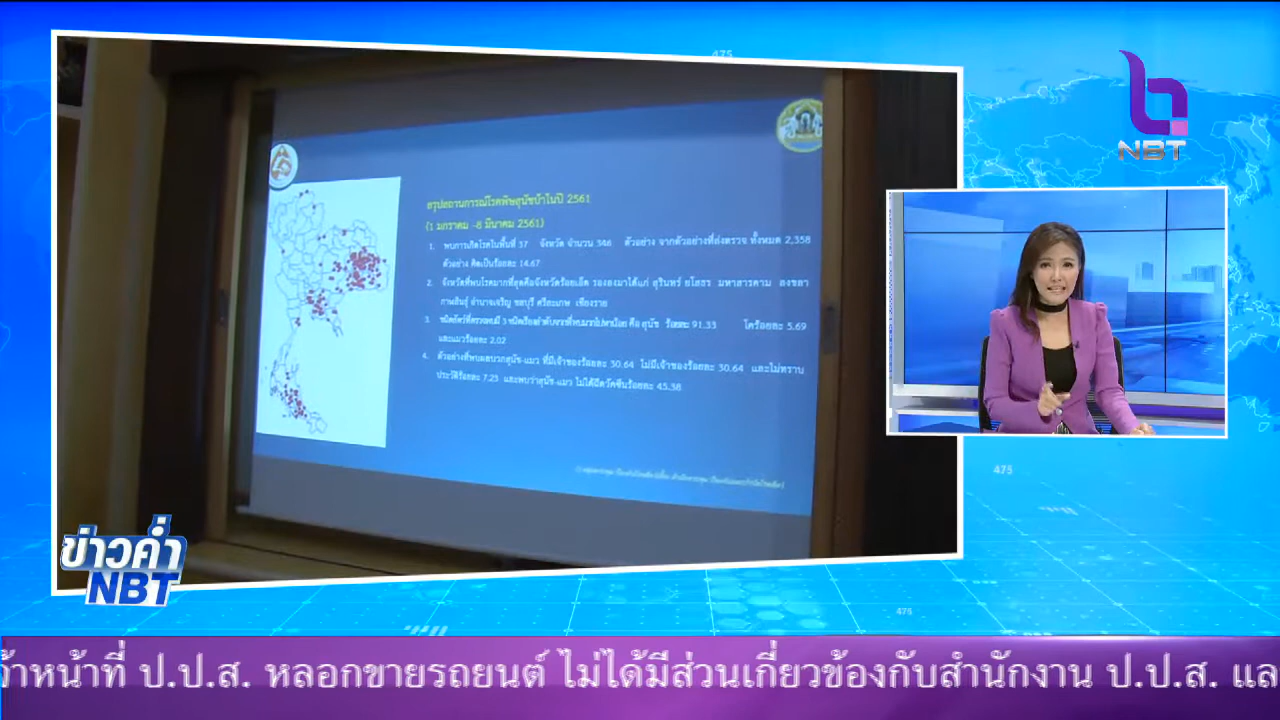 475
NBT
สรุปสถานการณ์โรคพิษสุนัขบ้าในปี 2561
(1 มกราคม -8 มีนาคม 2561)
1. พบการเกิดโรคในพื้นที่ 37 จังหวัด จำนวน 346 ตัวอย่าง จากตัวอย่างที่ส่งตรวจ ทั้งหมด 2,358
ตัวอย่าง คิดเป็นร้อยละ 14.67
2. จังหวัดที่พบโรคมากที่สุดคือจังหวัดร้อยเอ็ด รองลงมาได้แก่ สุรินทร์ ยโสธร มหาสารคาม สงขลา
กาฬสินธุ์ อำนาจเจริญ ชลบุรี ศรีสะเกษ เชียงราย
3. ชนิดสัตว์ที่ตรวจพบมี 3 ชนิดเรียงลำดับจากที่พบมากไปหาน้อย คือ สุนัข ร้อยละ 91.33 โคร้อยละ 5.69
และแมวร้อยละ 2.02
4. ตัวอย่างที่พบผลบวกสุนัข-แมว ที่มีเจ้าของร้อยละ 30.64 ไม่มีเจ้าของร้อยละ 30.64 และไม่ทราบ
ประวัติร้อยละ 7.23 และพบว่าสุนัข-แมว ไม่ได้ฉีดวัคซีนร้อยละ 45.38
475
ข่าวค่ำ
NBT
475
จ้าหน้าที่ ป.ป.ส. หลอกขายรถยนต์ ไม่ได้มีส่วนเกี่ยวข้องกับสำนักงาน ป.ป.ส. แล